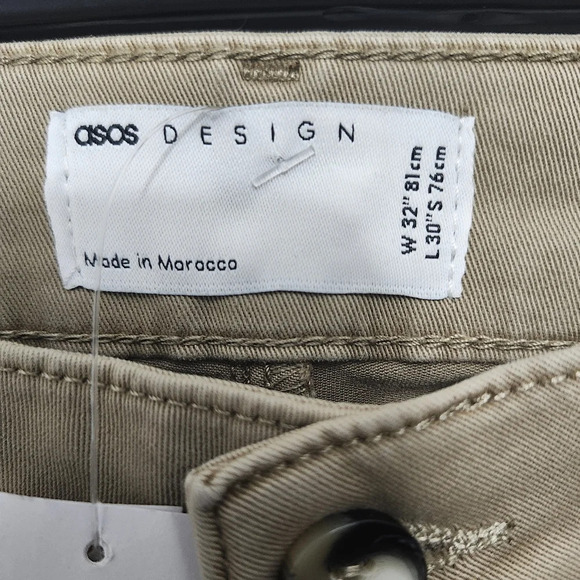 asos DESIGN
Made in Morocco
W 32" 81cm
L 30" S 76cm